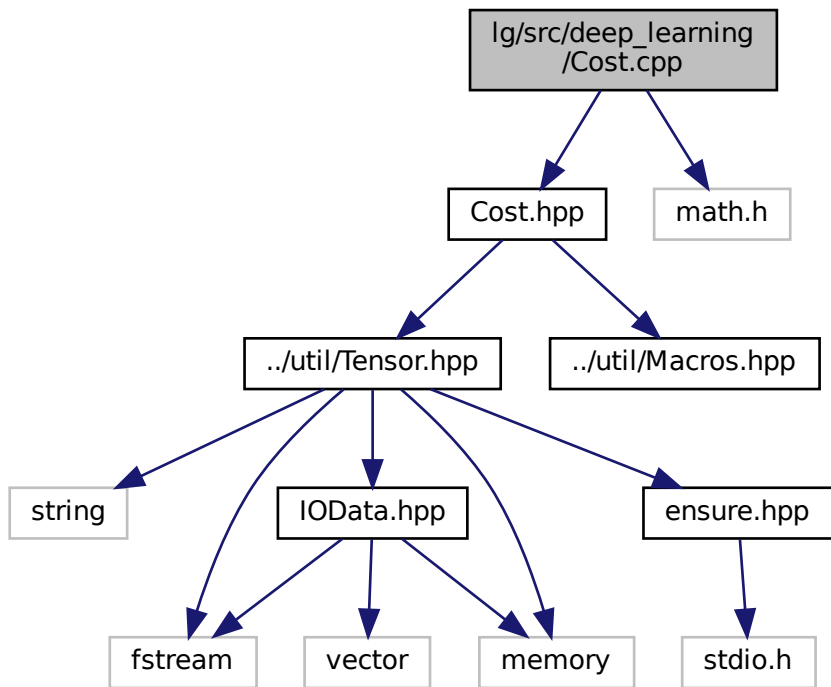 lg/src/deep_learning
/Cost.cpp
Cost.hpp
math.h
../util/Tensor.hpp
../util/Macros.hpp
string
IOData.hpp
ensure.hpp
fstream
vector
memory
stdio.h